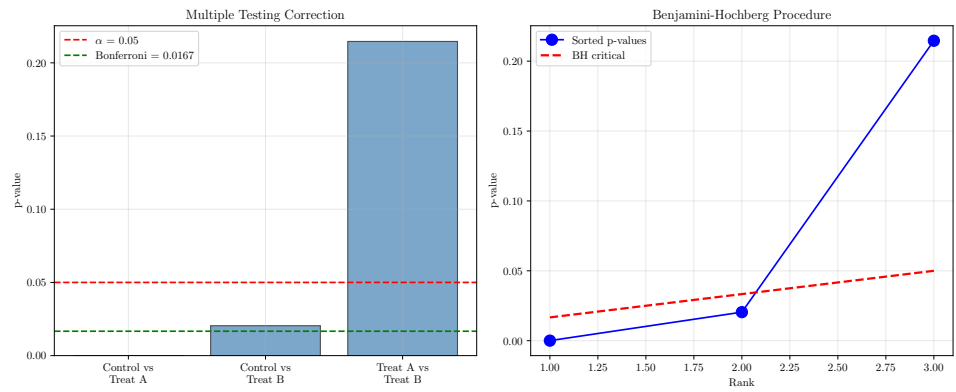 Multiple Testing Correction
α = 0.05
Bonferroni = 0.0167
p-value
0.20
0.15
0.10
0.05
0.00
Control vs
Treat A
Control vs
Treat B
Treat A vs
Treat B
Benjamini-Hochberg Procedure
Sorted p-values
BH critical
p-value
0.20
0.15
0.10
0.05
0.00
1.00 1.25 1.50 1.75 2.00 2.25 2.50 2.75 3.00
Rank